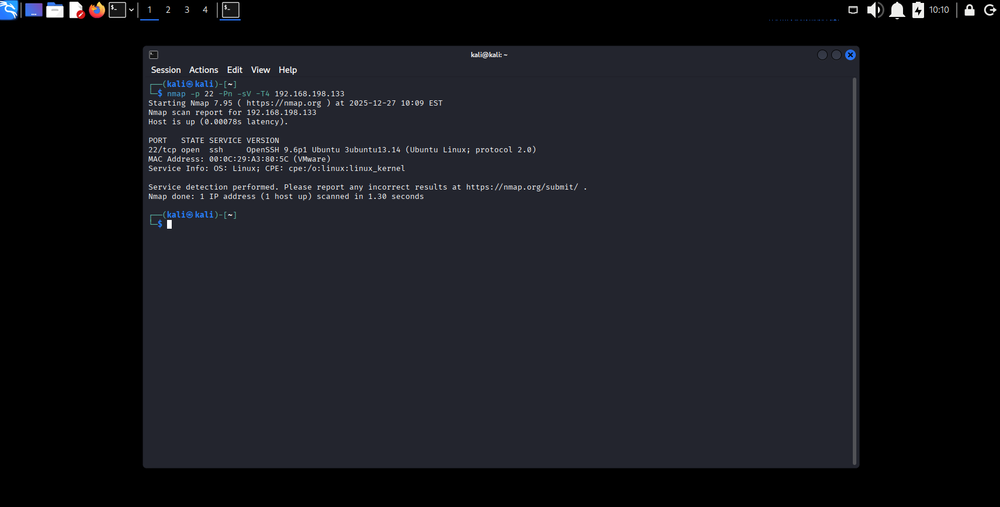 1 2 3 4 10:10
kali@kali: ~
Session Actions Edit View Help
┌──(kali㉿kali)-[~]
└─$ nmap -p 22 -Pn -sV -T4 192.168.198.133
Starting Nmap 7.95 ( https://nmap.org ) at 2025-12-27 10:09 EST
Nmap scan report for 192.168.198.133
Host is up (0.00078s latency).
PORT   STATE SERVICE VERSION
22/tcp open  ssh     OpenSSH 9.6p1 Ubuntu 3ubuntu13.14 (Ubuntu Linux; protocol 2.0)
MAC Address: 00:0C:29:A3:80:5C (VMware)
Service Info: OS: Linux; CPE: cpe:/o:linux:linux_kernel
Service detection performed. Please report any incorrect results at https://nmap.org/submit/ .
Nmap done: 1 IP address (1 host up) scanned in 1.30 seconds
┌──(kali㉿kali)-[~]
└─$